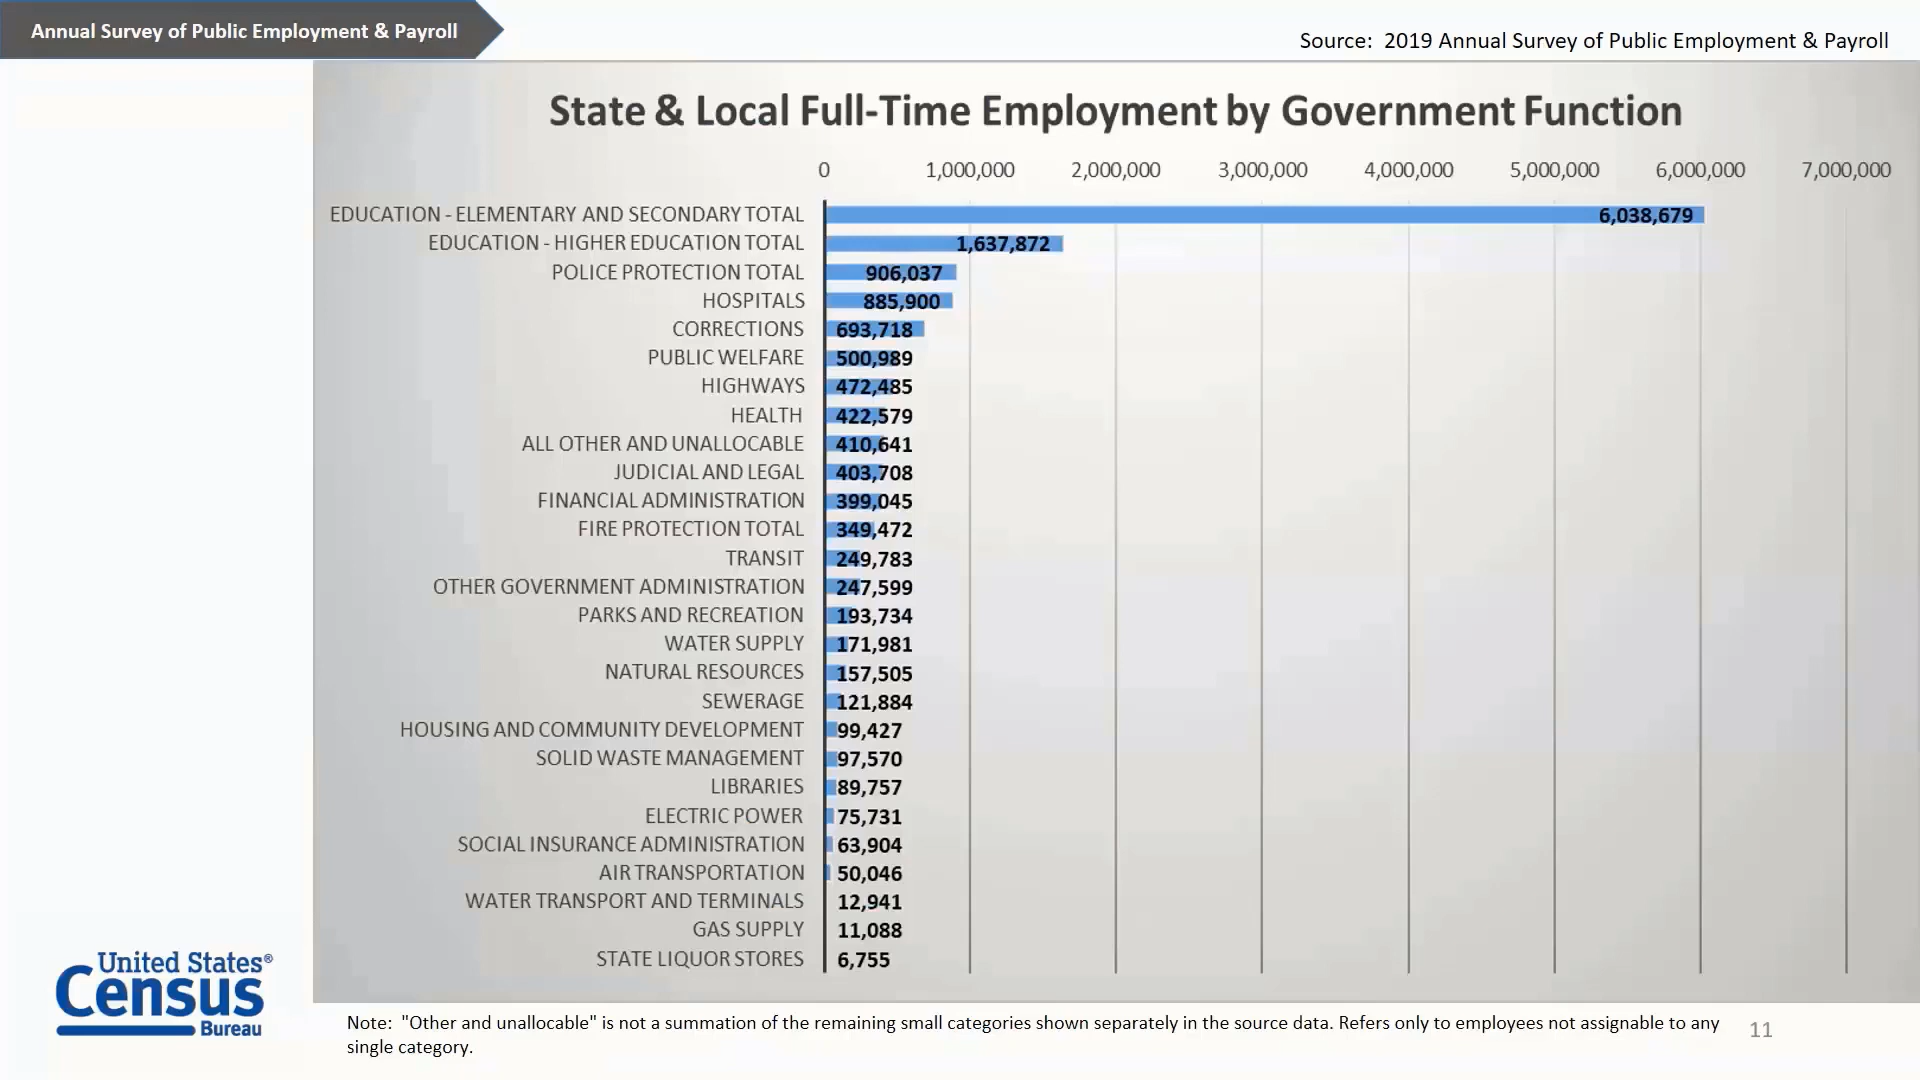 Annual Survey of Public Employment & Payroll
Source: 2019 Annual Survey of Public Employment & Payroll
State & Local Full-Time Employment by Government Function
0 1,000,000 2,000,000 3,000,000 4,000,000 5,000,000 6,000,000 7,000,000
EDUCATION - ELEMENTARY AND SECONDARY TOTAL 6,038,679
EDUCATION - HIGHER EDUCATION TOTAL 1,637,872
POLICE PROTECTION TOTAL 906,037
HOSPITALS 885,900
CORRECTIONS 693,718
PUBLIC WELFARE 500,989
HIGHWAYS 472,485
HEALTH 422,579
ALL OTHER AND UNALLOCABLE 410,641
JUDICIAL AND LEGAL 403,708
FINANCIAL ADMINISTRATION 399,045
FIRE PROTECTION TOTAL 349,472
TRANSIT 249,783
OTHER GOVERNMENT ADMINISTRATION 247,599
PARKS AND RECREATION 193,734
WATER SUPPLY 171,981
NATURAL RESOURCES 157,505
SEWERAGE 121,884
HOUSING AND COMMUNITY DEVELOPMENT 99,427
SOLID WASTE MANAGEMENT 97,570
LIBRARIES 89,757
ELECTRIC POWER 75,731
SOCIAL INSURANCE ADMINISTRATION 63,904
AIR TRANSPORTATION 50,046
WATER TRANSPORT AND TERMINALS 12,941
GAS SUPPLY 11,088
STATE LIQUOR STORES 6,755
United States®
Census
Bureau
Note: "Other and unallocable" is not a summation of the remaining small categories shown separately in the source data. Refers only to employees not assignable to any
single category.
11